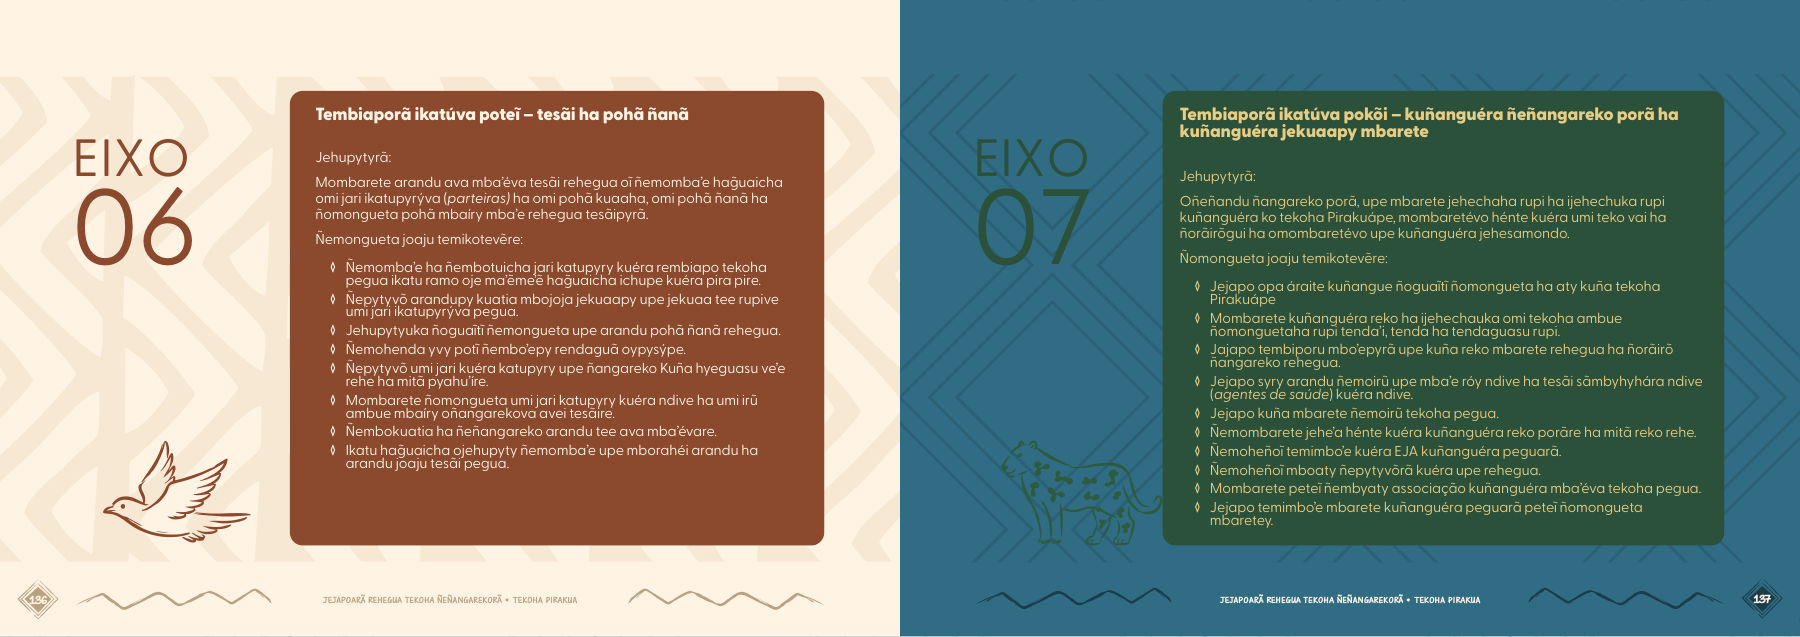 EIXO
06
Tembiaporã ikatúva poteĩ – tesãi ha pohã ñanã
Jehupytyrã:
Mombarete arandu ava mba’éva tesãi rehegua oĩ ñemomba’e hag̃uaicha
omi jari ikatupyrýva (parteiras) ha omi pohã kuaaha, omi pohã ñanã ha
ñomongueta pohã mbaíry mba’e rehegua tesãipyrã.
Ñemongueta joaju temikotevẽre:
◊ Ñemomba’e ha ñembotuicha jari katupyry kuéra rembiapo tekoha
pegua ikatu ramo oje ma’ẽme’ẽ hag̃uaicha ichupe kuéra pira pire.
◊ Ñepytyvõ arandupy kuatia mbojoja jekuaapy upe jekuaa tee rupive
umi jari ikatupyrýva pegua.
◊ Jehupytyuka ñoguaĩtĩ ñemongueta upe arandu pohã ñanã rehegua.
◊ Ñemohenda yvy potĩ ñembo’epy rendaguã oypysýpe.
◊ Ñepytyvõ umi jari kuéra katupyry upe ñangareko Kuña hyeguasu ve’e
rehe ha mitã pyahu’íre.
◊ Mombarete ñomongueta umi jari katupyry kuéra ndive ha umi irũ
ambue mbaíry oñangarekova avei tesãire.
◊ Ñembokuatia ha ñeñangareko arandu tee ava mba’évare.
◊ Ikatu hag̃uaicha ojehupyty ñemomba’e upe mborahéi arandu ha
arandu joaju tesãi pegua.
136
JEJAPOARÃ REHEGUA TEKOHA ÑEÑANGAREKORÃ • TEKOHA PIRAKUA
EIXO
07
Tembiaporã ikatúva pokõi – kuñanguéra ñeñangareko porã ha
kuñanguéra jekuaapy mbarete
Jehupytyrã:
Oñeñandu ñangareko porã, upe mbarete jehechaha rupi ha ijehechuka rupi
kuñanguéra ko tekoha Pirakuápe, mombaretévo hénte kuéra umi teko vai ha
ñorãirõgui ha omombaretévo upe kuñanguéra jehesamondo.
Ñomongueta joaju temikotevẽre:
◊ Jejapo opa áraite kuñangue ñoguaĩtĩ ñomongueta ha aty kuña tekoha
Pirakuápe
◊ Mombarete kuñanguéra reko ha ijehechauka omi tekoha ambue
ñomonguetaha rupi tenda’i, tenda ha tendaguasu rupi.
◊ Jajapo tembiporu mbo’epyrã upe kuña reko mbarete rehegua ha ñorãirõ
ñangareko rehegua.
◊ Jejapo syry arandu ñemoirũ upe mba’e róy ndive ha tesãi sãmbyhyhára ndive
(agentes de saúde) kuéra ndive.
◊ Jejapo kuña mbarete ñemoirũ tekoha pegua.
◊ Ñemombarete jehe’a hénte kuéra kuñanguéra reko porãre ha mitã reko rehe.
◊ Ñemoheñoĩ temimbo’e kuéra EJA kuñanguéra peguarã.
◊ Ñemoheñoĩ mboaty ñepytyvõrã kuéra upe rehegua.
◊ Mombarete peteĩ ñembyaty associação kuñanguéra mba’éva tekoha pegua.
◊ Jejapo temimbo’e mbarete kuñanguéra peguarã peteĩ ñomongueta
mbaretey.
JEJAPOARÃ REHEGUA TEKOHA ÑEÑANGAREKORÃ • TEKOHA PIRAKUA
137